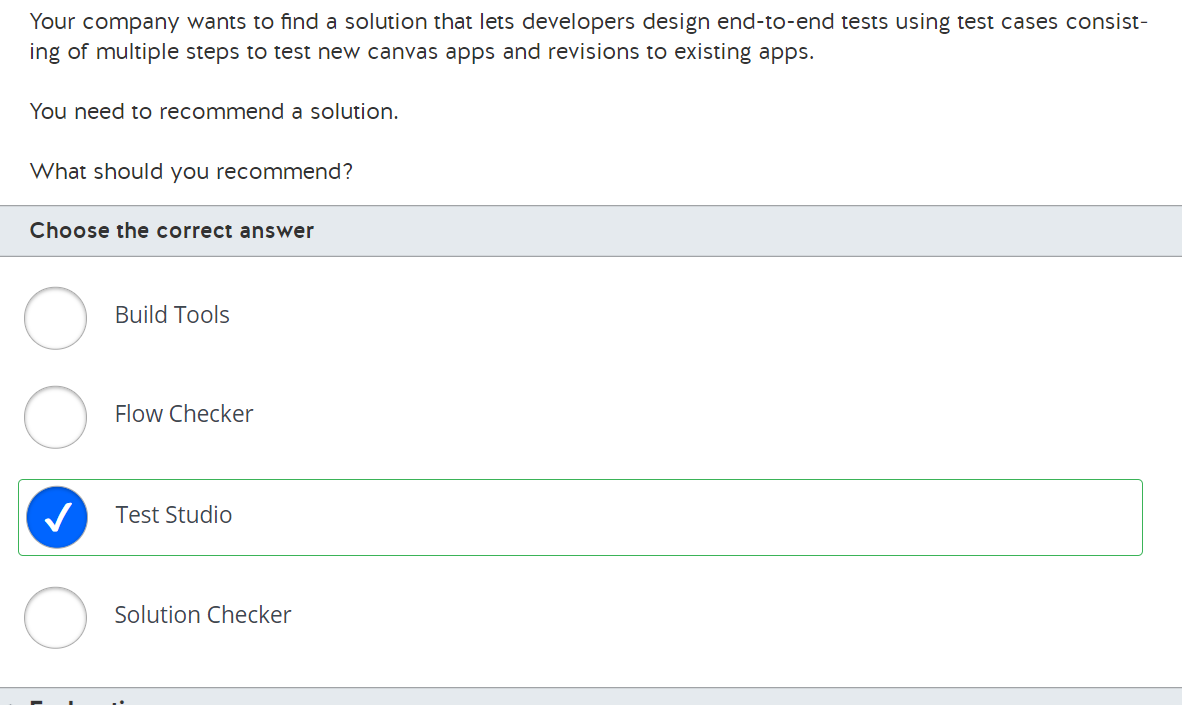 Your company wants to find a solution that lets developers design end-to-end tests using test cases consist-
ing of multiple steps to test new canvas apps and revisions to existing apps.
You need to recommend a solution.
What should you recommend?
Choose the correct answer
Build Tools
Flow Checker
Test Studio
Solution Checker